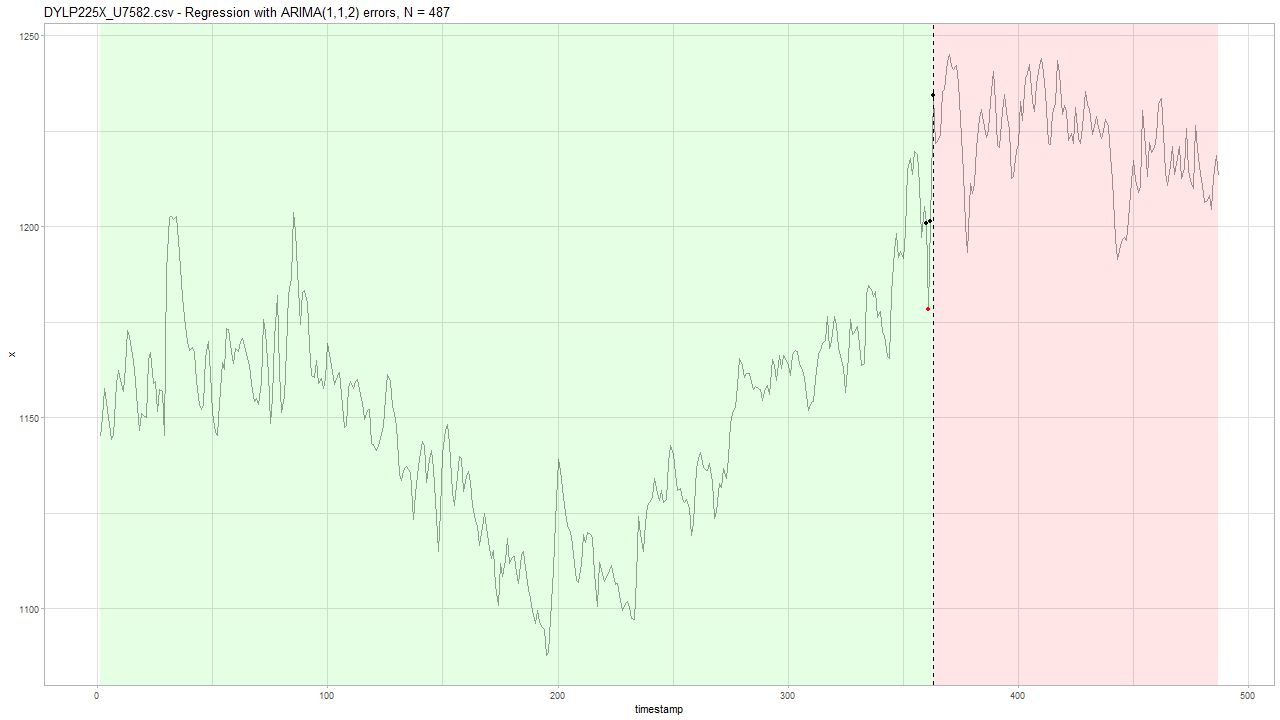 DYLP225X_U7582.csv - Regression with ARIMA(1,1,2) errors, N = 487
1250
1200
1150
1100
x
0 100 200 300 400 500
timestamp